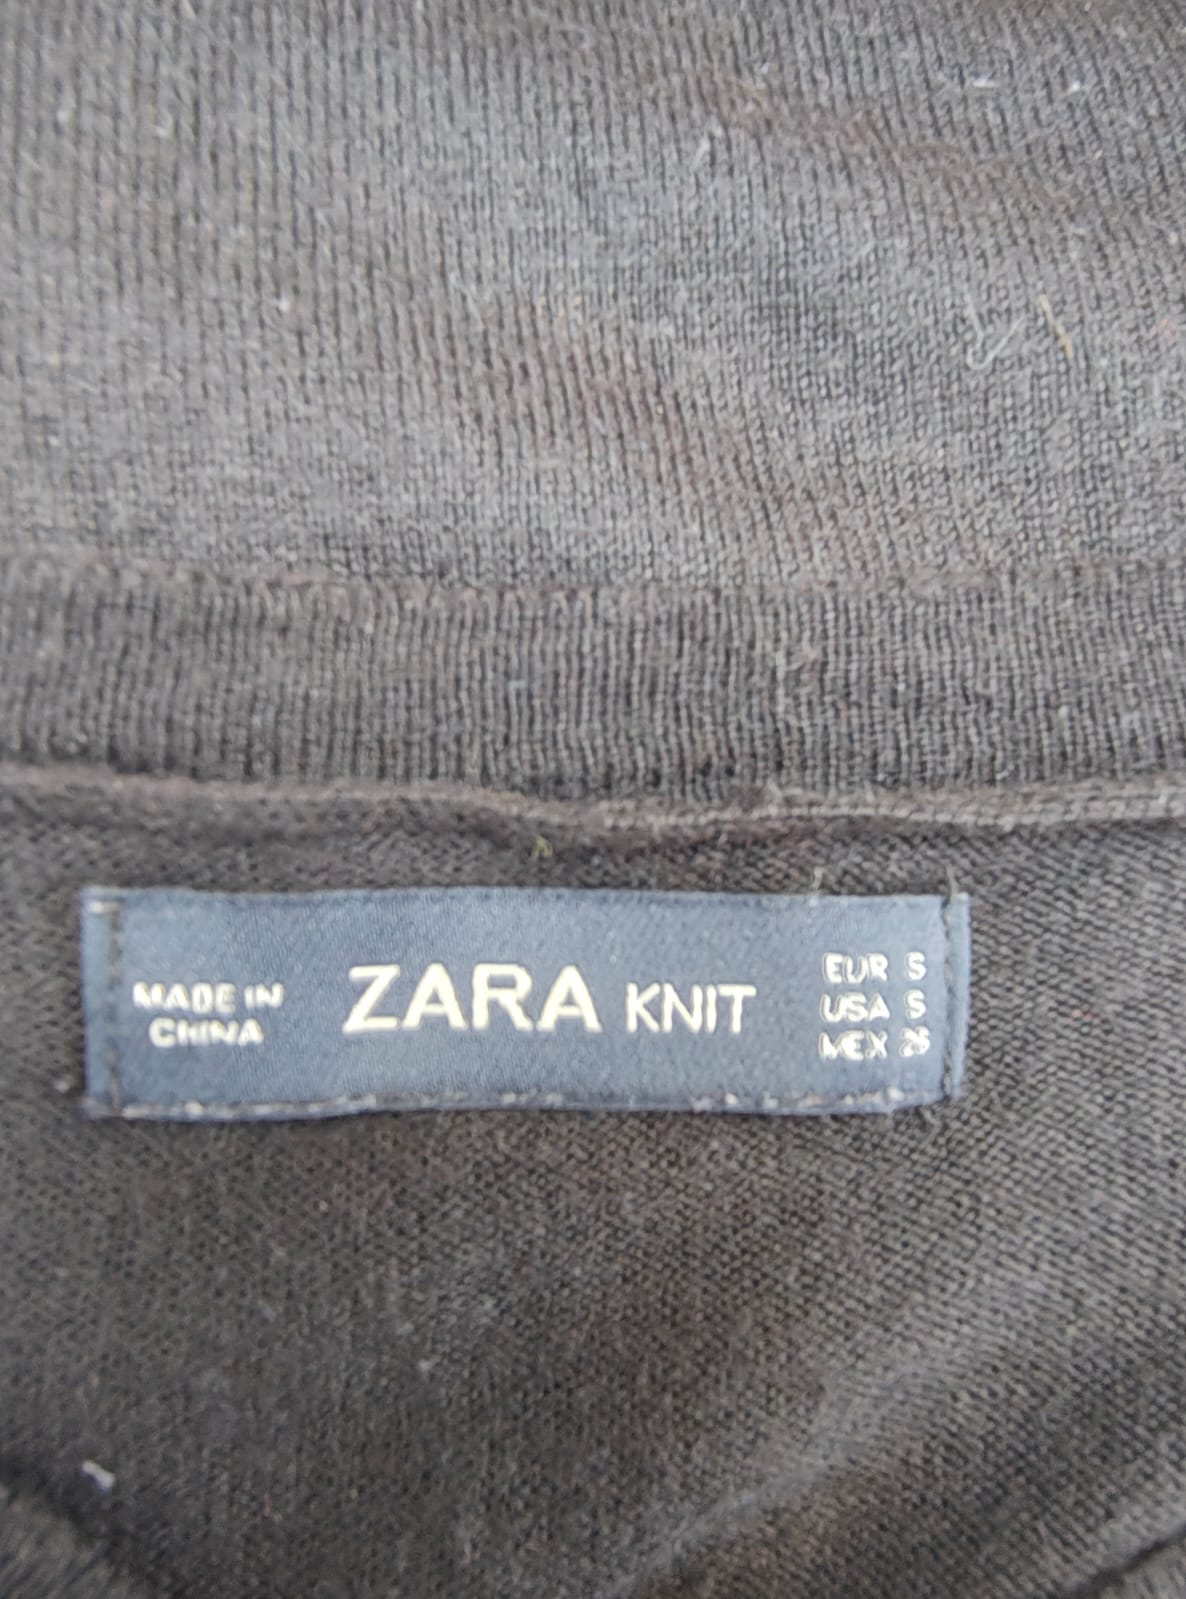 MADE IN
CHINA
ZARA KNIT
EUR S
USA S
MEX 26